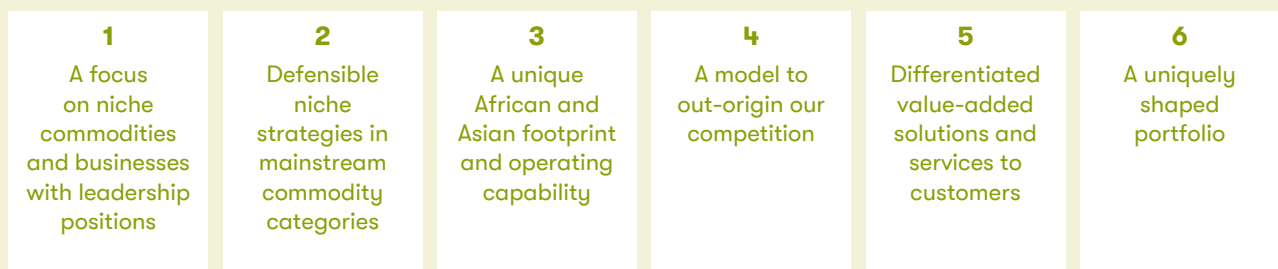 1
A focus
on niche
commodities
and businesses
with leadership
positions
2
Defensible
niche
strategies in
mainstream
commodity
categories
3
A unique
African and
Asian footprint
and operating
capability
4
A model to
out-origin our
competition
5
Differentiated
value-added
solutions and
services to
customers
6
A uniquely
shaped
portfolio